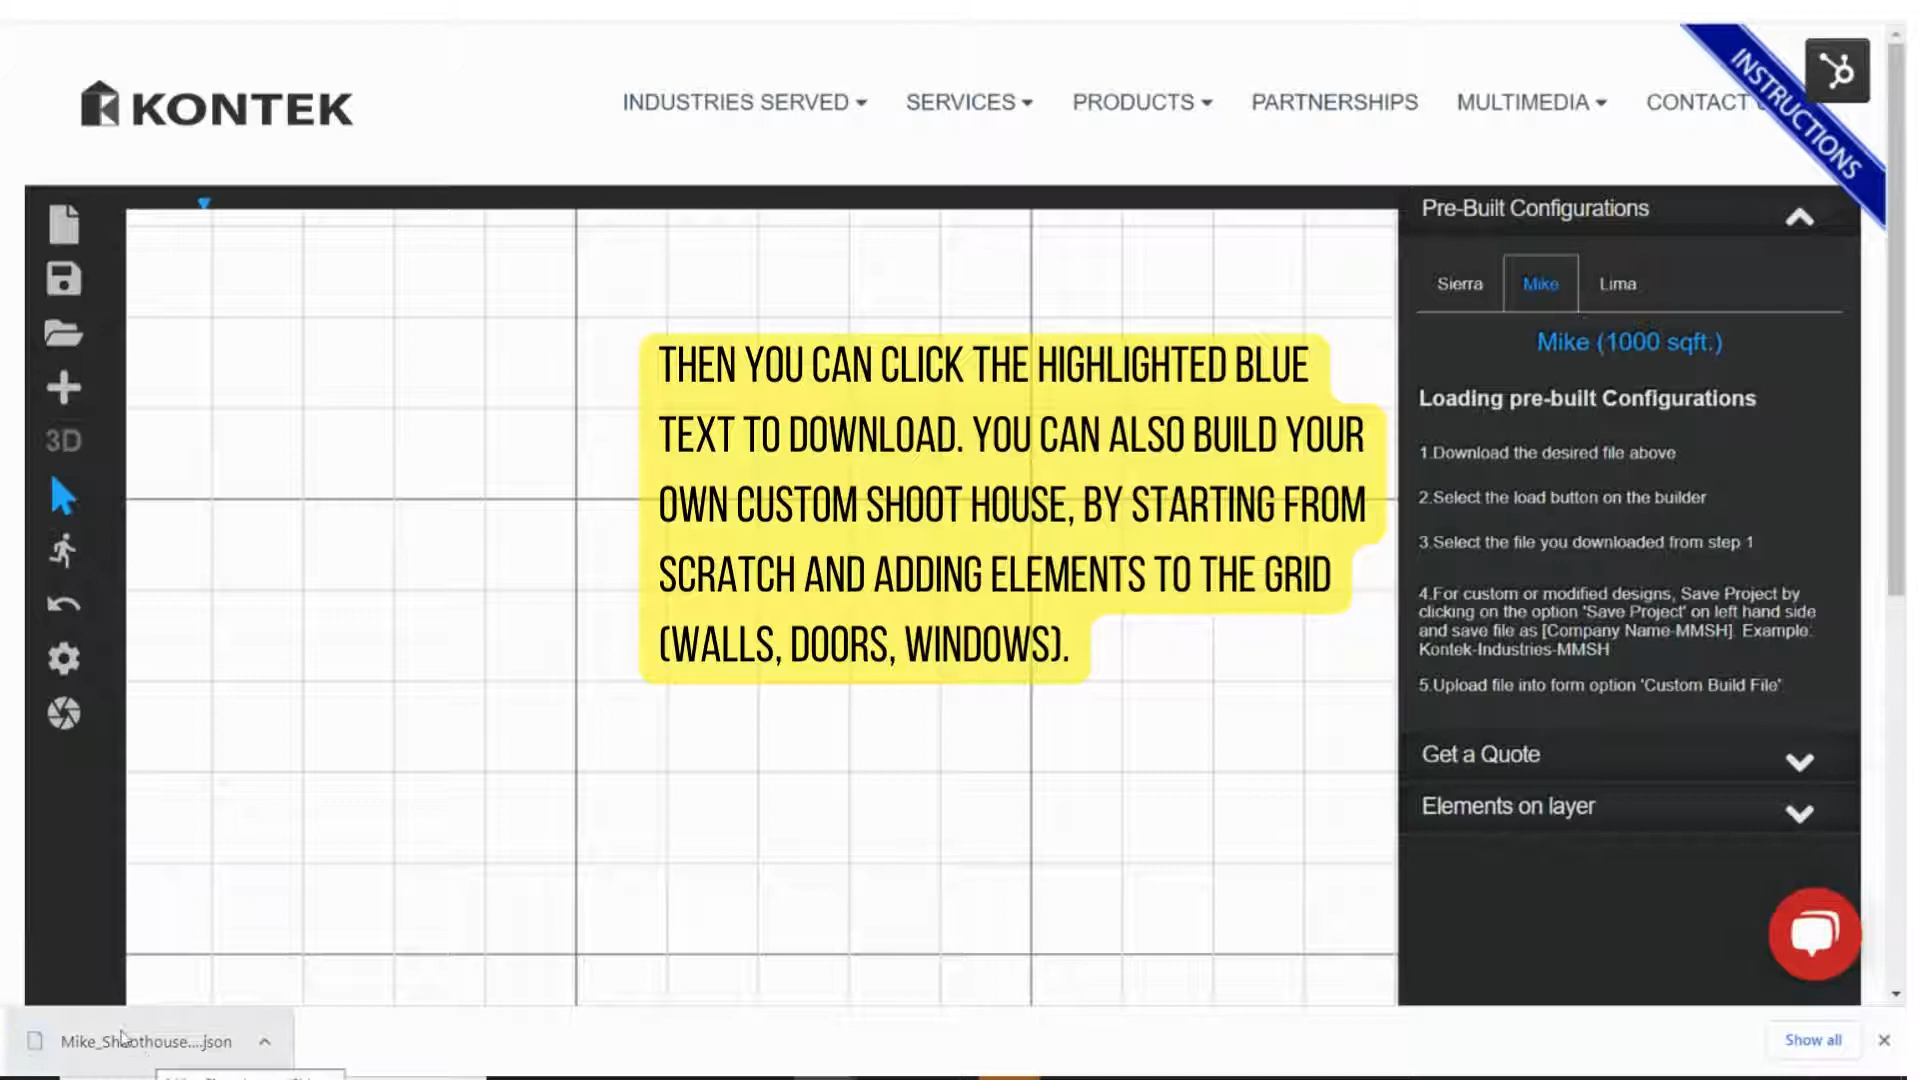 KONTEK
INDUSTRIES SERVED SERVICES PRODUCTS PARTNERSHIPS MULTIMEDIA CONTACT
INSTRUCTIONS
Pre-Built Configurations
3D
Sierra Mike Lima
Mike (1000 sqft.)
THEN YOU CAN CLICK THE HIGHLIGHTED BLUE
TEXT TO DOWNLOAD. YOU CAN ALSO BUILD YOUR
OWN CUSTOM SHOOT HOUSE, BY STARTING FROM
SCRATCH AND ADDING ELEMENTS TO THE GRID
(WALLS, DOORS, WINDOWS).
Loading pre-built Configurations
1.Download the desired file above
2.Select the load button on the builder
3.Select the file you downloaded from step 1
4.For custom or modified designs, Save Project by
clicking on the option 'Save Project' on left hand side
and save file as [Company Name-MMSH]. Example:
Kontek-Industries-MMSH
5.Upload file into form option 'Custom Build File'
Get a Quote
Elements on layer
Mike_Shoothouse....json
Show all